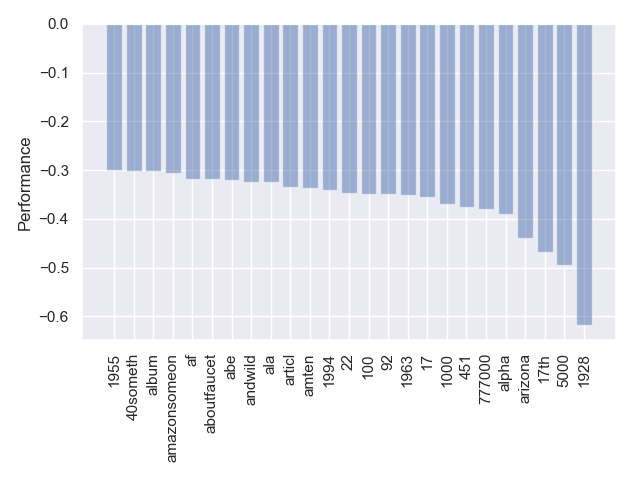 0.0
−0.1
−0.2
−0.3
−0.4
−0.5
−0.6
Performance
1955
40someth
album
amazonsomeon
af
aboutfaucet
abe
andwild
ala
articl
amten
1994
22
100
92
1963
17
1000
451
777000
alpha
arizona
17th
5000
1928